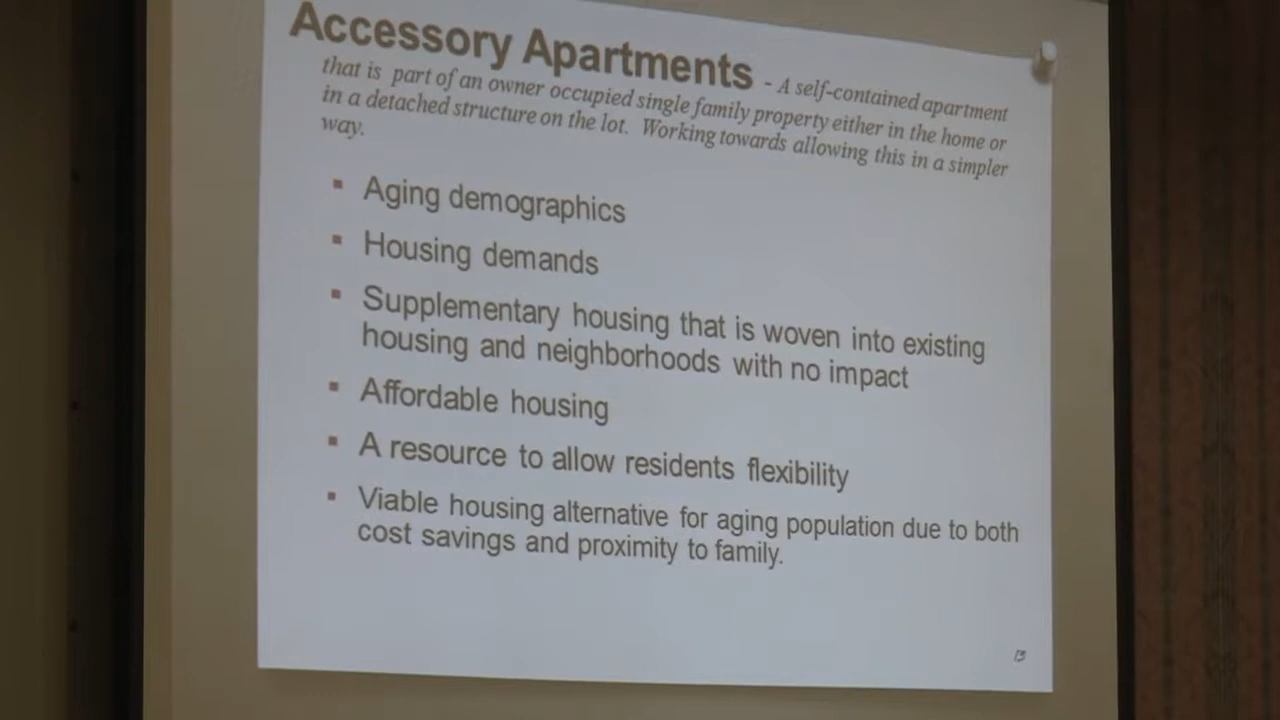 Accessory Apartments - A self-contained apartment
that is part of an owner occupied single family property either in the home or
in a detached structure on the lot. Working towards allowing this in a simpler
way.
▪ Aging demographics
▪ Housing demands
▪ Supplementary housing that is woven into existing
housing and neighborhoods with no impact
▪ Affordable housing
▪ A resource to allow residents flexibility
▪ Viable housing alternative for aging population due to both
cost savings and proximity to family.
13